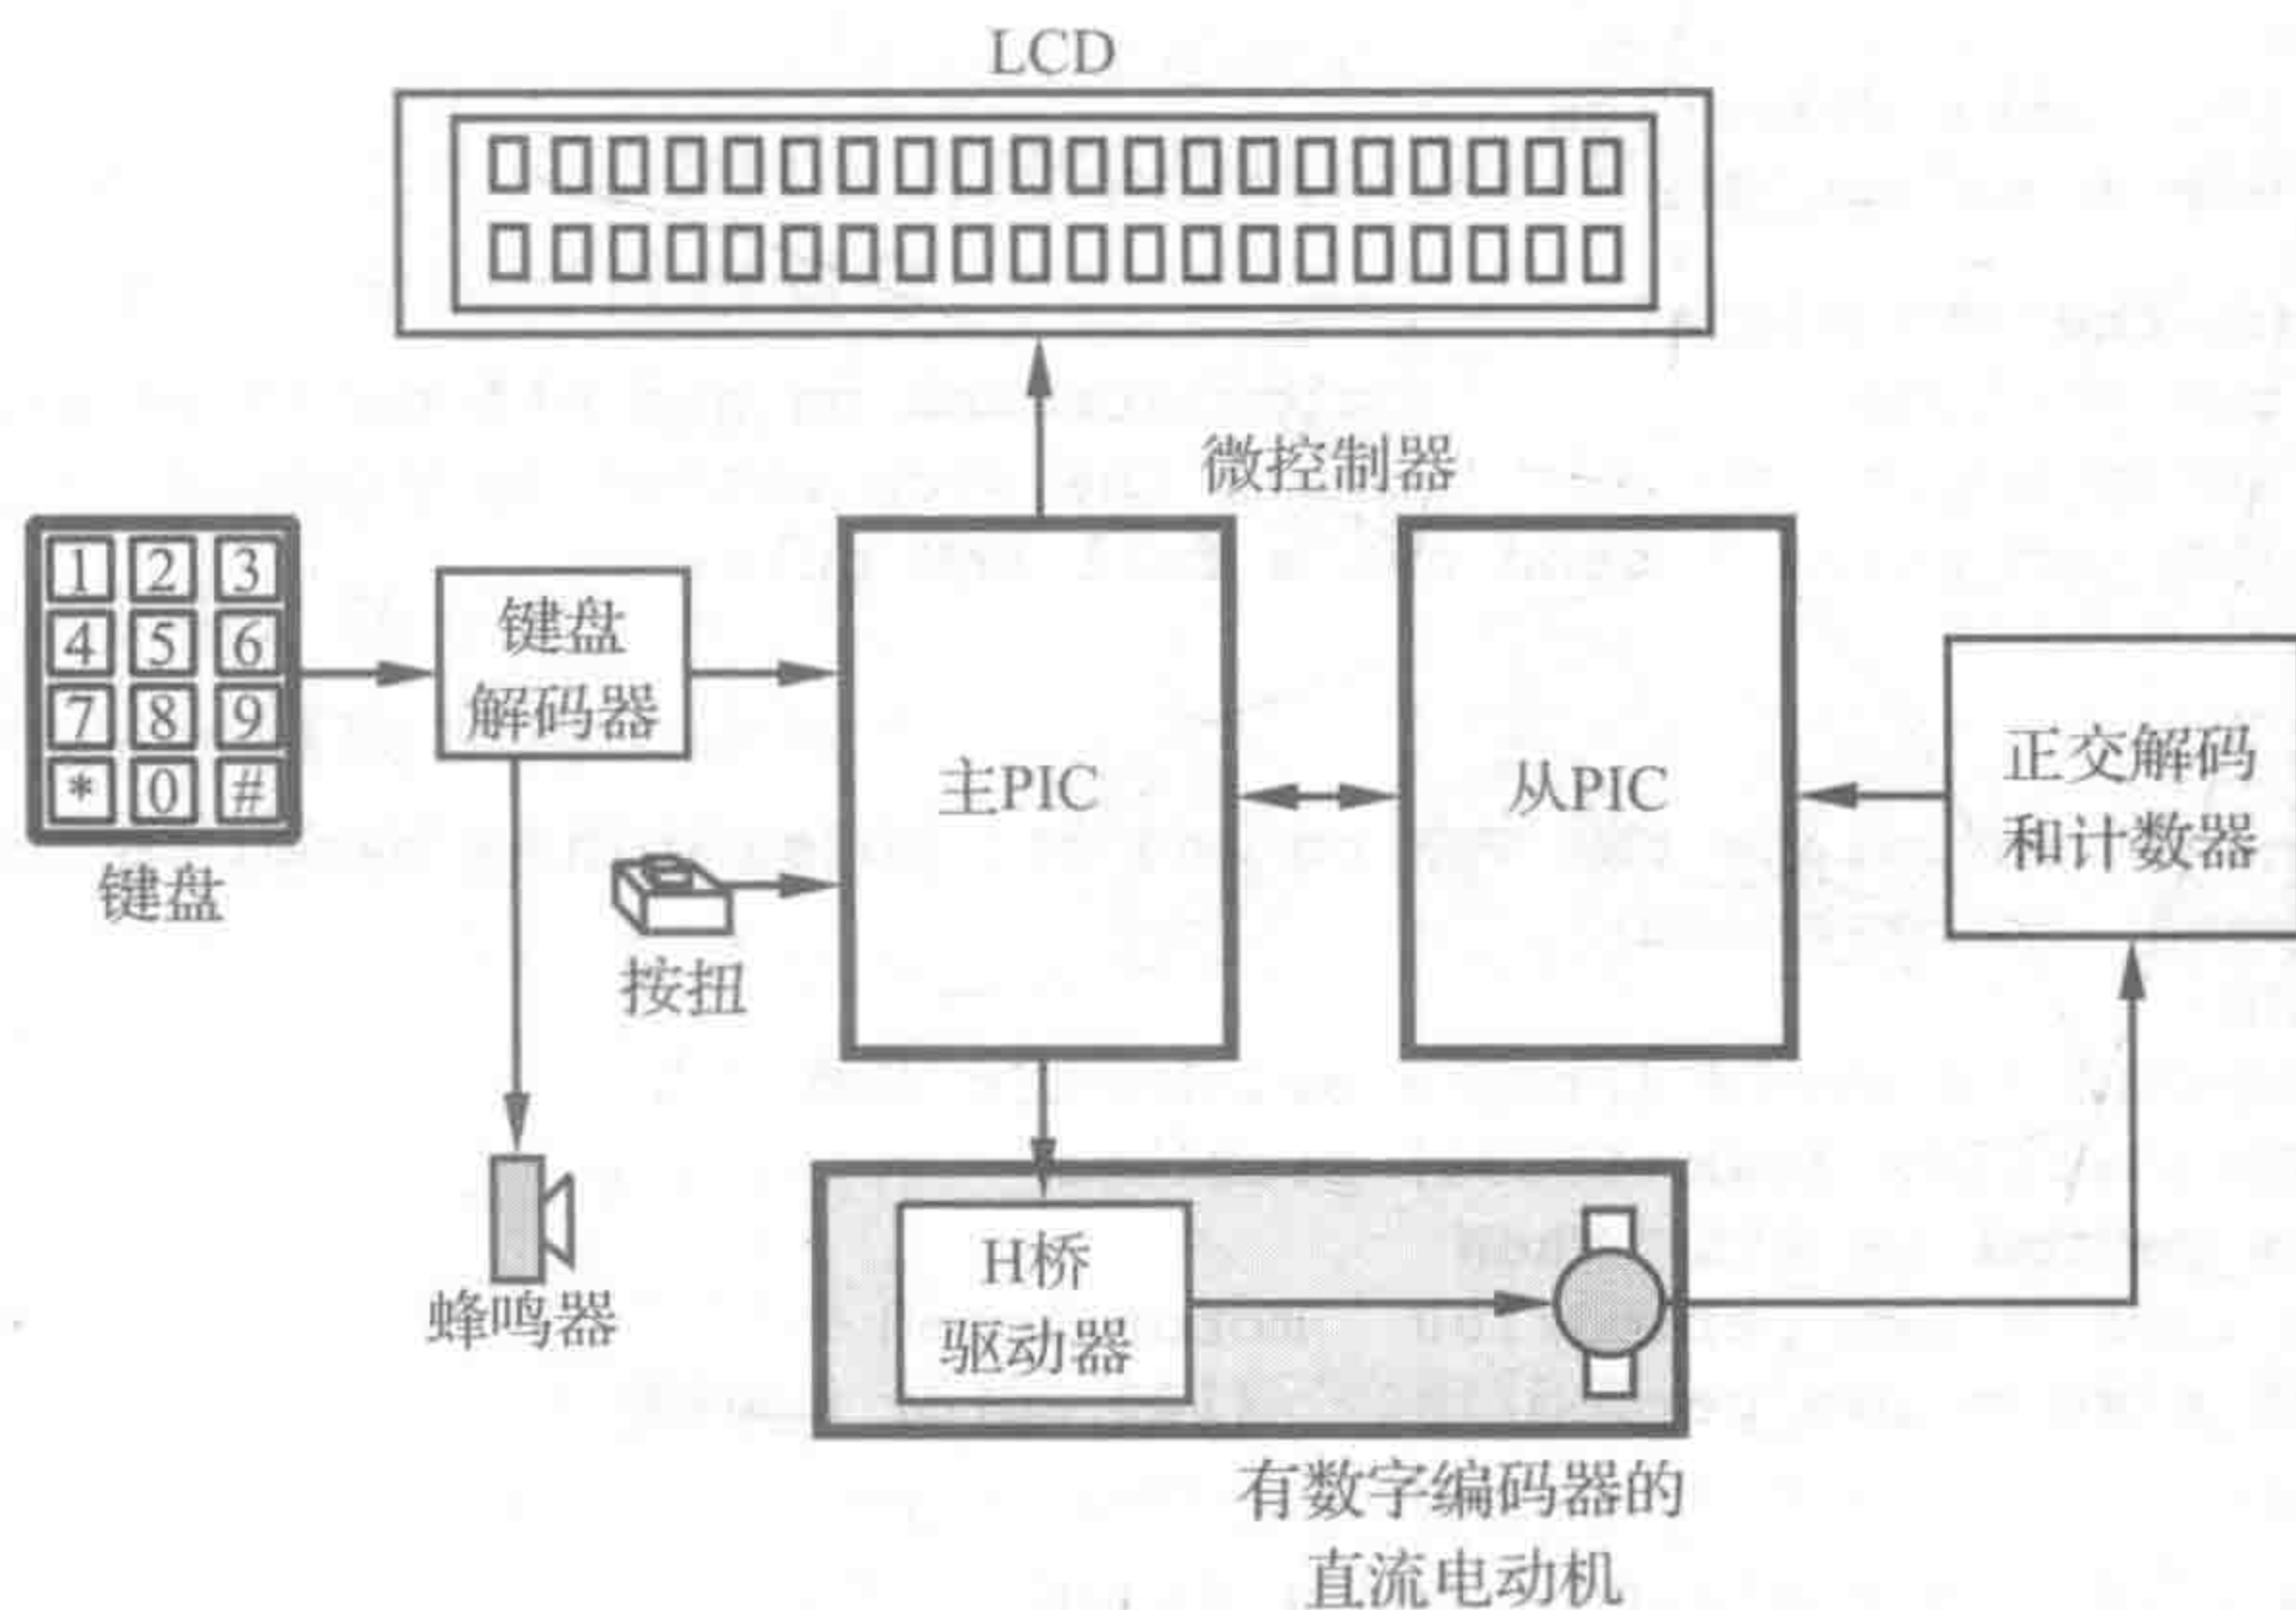 LCD
微控制器
1 2 3
4 5 6
7 8 9
* 0 #
键盘
键盘
解码器
按扭
蜂鸣器
主PIC
从PIC
正交解码
和计数器
H桥
驱动器
有数字编码器的
直流电动机